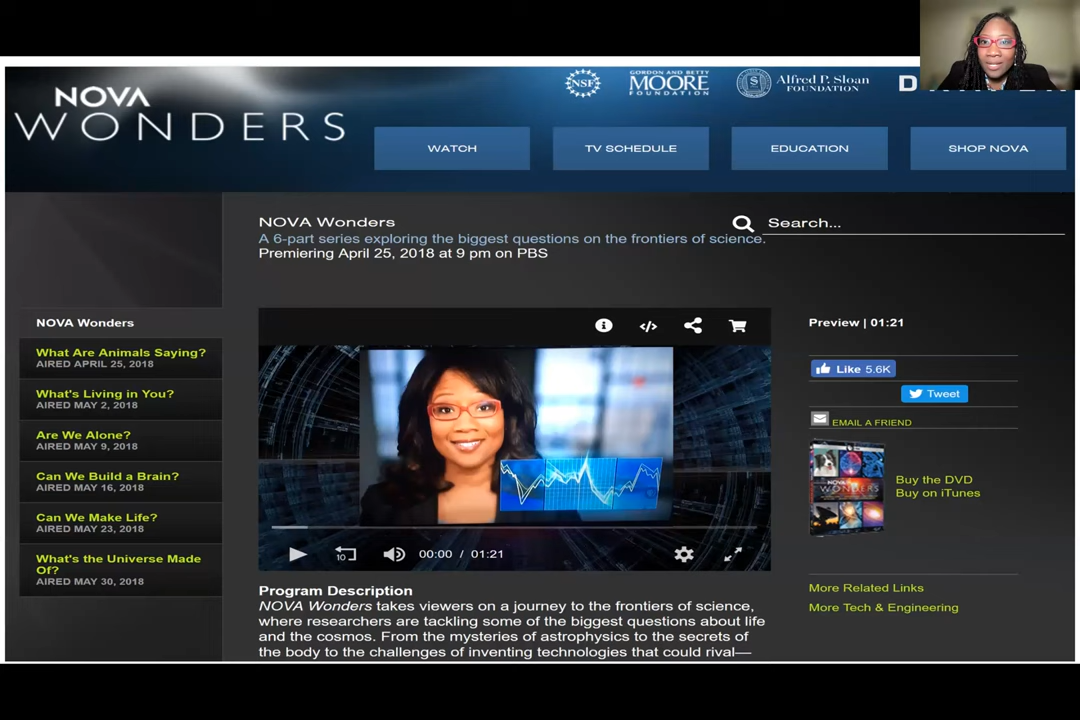 NOVA
WONDERS
NSF
GORDON AND BETTY
MOORE
FOUNDATION
Alfred P. Sloan
FOUNDATION
WATCH
TV SCHEDULE
EDUCATION
SHOP NOVA
NOVA Wonders
A 6-part series exploring the biggest questions on the frontiers of science.
Premiering April 25, 2018 at 9 pm on PBS
Search...
NOVA Wonders
What Are Animals Saying?
AIRED APRIL 25, 2018
What's Living in You?
AIRED MAY 2, 2018
Are We Alone?
AIRED MAY 9, 2018
Can We Build a Brain?
AIRED MAY 16, 2018
Can We Make Life?
AIRED MAY 23, 2018
What's the Universe Made
Of?
AIRED MAY 30, 2018
10
00:00 / 01:21
Program Description
NOVA Wonders takes viewers on a journey to the frontiers of science,
where researchers are tackling some of the biggest questions about life
and the cosmos. From the mysteries of astrophysics to the secrets of
the body to the challenges of inventing technologies that could rival—
Preview | 01:21
Like 5.6K
Tweet
EMAIL A FRIEND
NOVA
WONDERS
Buy the DVD
Buy on iTunes
More Related Links
More Tech & Engineering